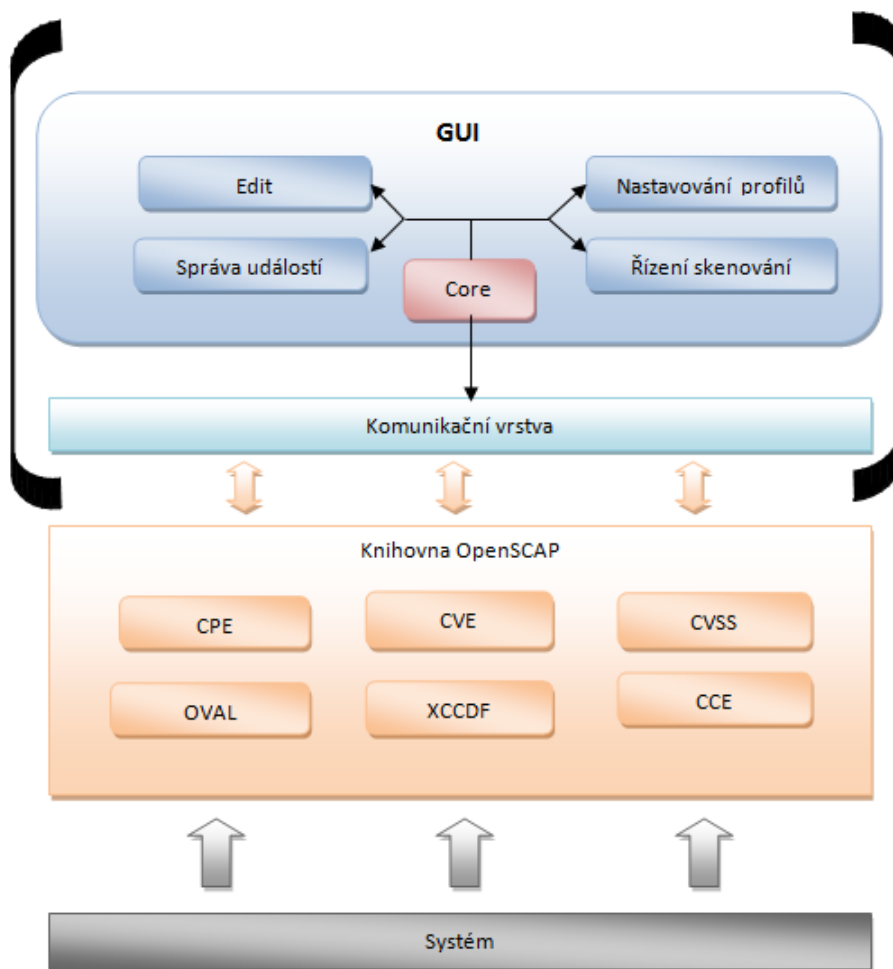 GUI
Edit
Nastavování profilů
Správa událostí
Řízení skenování
Core
Komunikační vrstva
Knihovna OpenSCAP
CPE
CVE
CVSS
OVAL
XCCDF
CCE
Systém